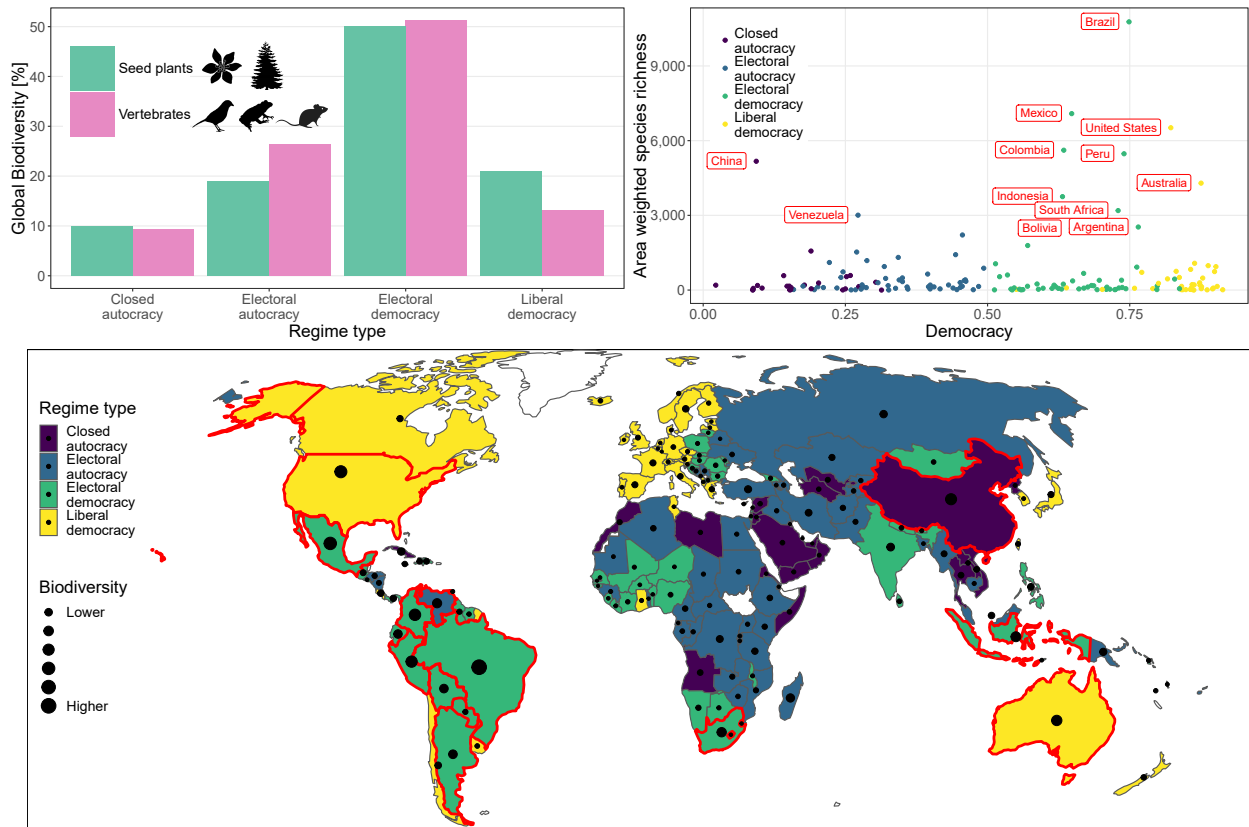 Global Biodiversity [%]
50
40
30
20
10
0
Seed plants
Vertebrates
Closed
autocracy
Electoral
autocracy
Electoral
democracy
Liberal
democracy
Regime type
Area weighted species richness
9,000
6,000
3,000
0
Closed
autocracy
Electoral
autocracy
Electoral
democracy
Liberal
democracy
Brazil
Mexico
United States
Colombia
Peru
China
Australia
Indonesia
South Africa
Venezuela
Bolivia
Argentina
0.00
0.25
0.50
0.75
Democracy
Regime type
Closed
autocracy
Electoral
autocracy
Electoral
democracy
Liberal
democracy
Biodiversity
Lower
Higher